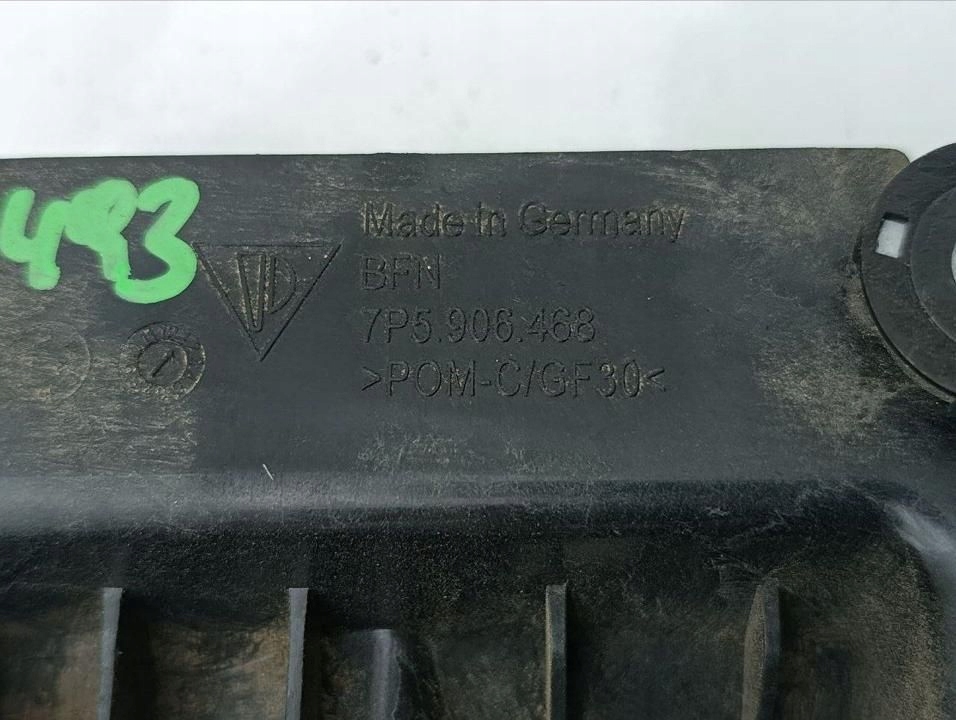 493
Made In Germany
BFN
7P5.906.468
>POM-C/GF30<